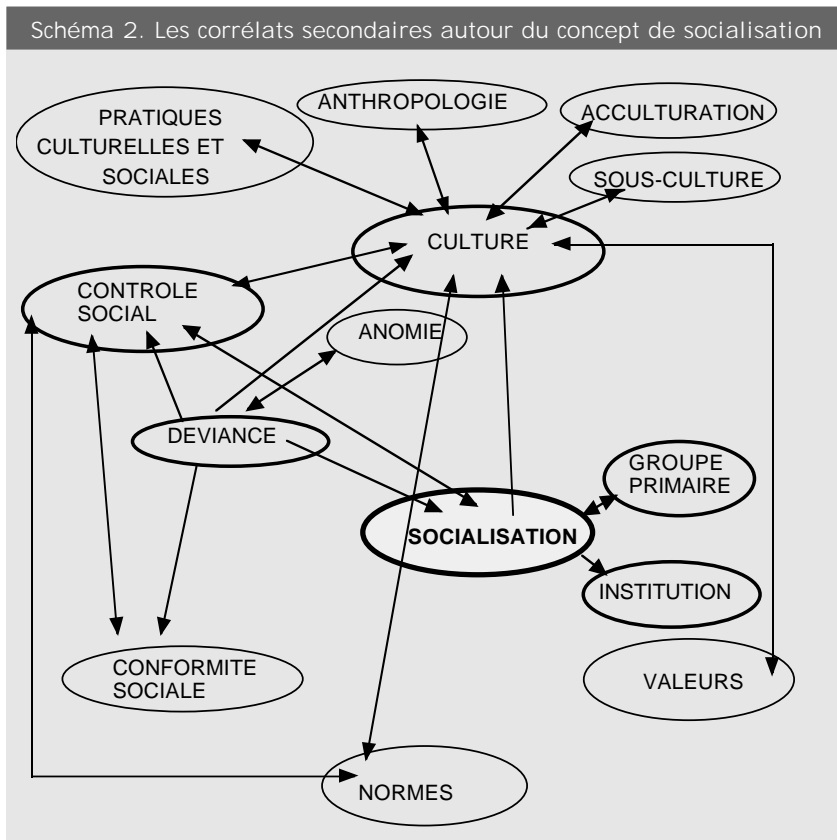 Schéma 2. Les corrélats secondaires autour du concept de socialisation
PRATIQUES
CULTURELLES ET
SOCIALES
ANTHROPOLOGIE
ACCULTURATION
SOUS-CULTURE
CULTURE
CONTROLE
SOCIAL
ANOMIE
DEVIANCE
GROUPE
PRIMAIRE
SOCIALISATION
INSTITUTION
CONFORMITE
SOCIALE
VALEURS
NORMES